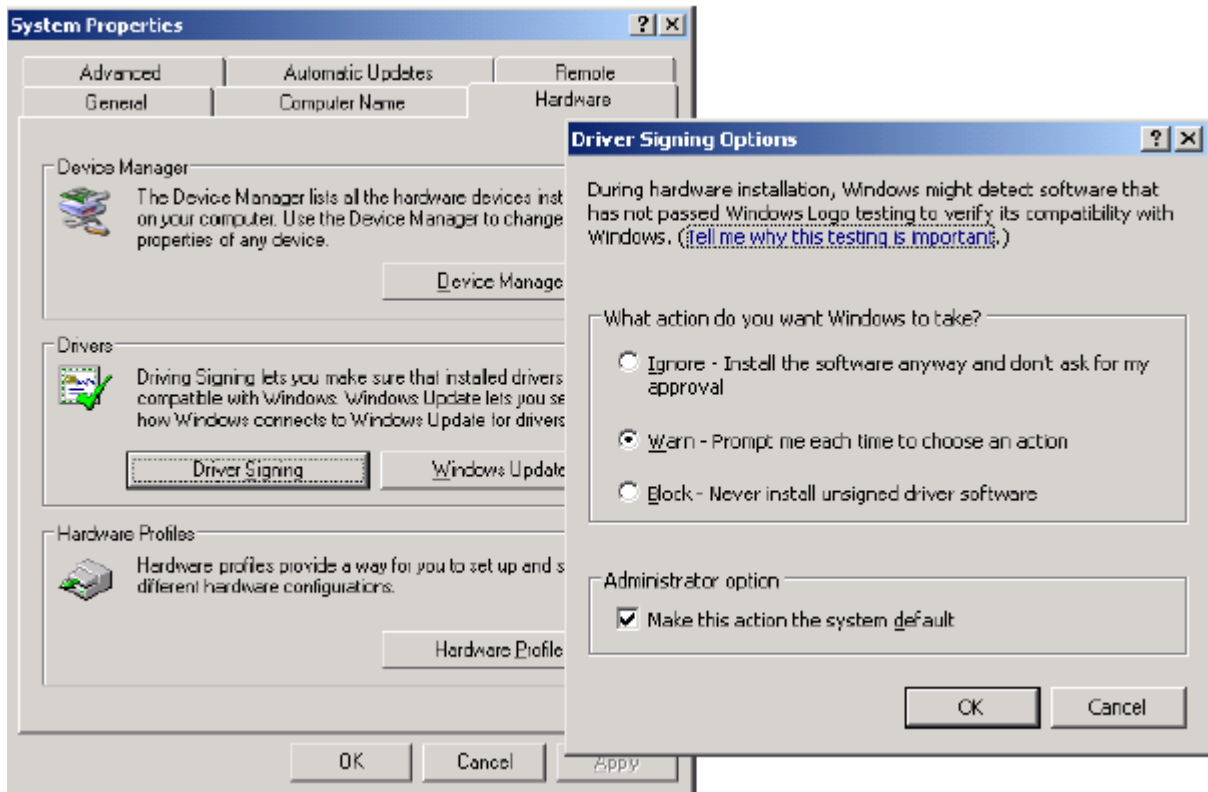 System Properties
Advanced
Automatic Updates
Remote
General
Computer Name
Hardware
Device Manager
The Device Manager lists all the hardware devices inst
on your computer. Use the Device Manager to change
properties of any device.
Device Manage
Drivers
Driving Signing lets you make sure that installed drivers
compatible with Windows. Windows Update lets you se
how Windows connects to Windows Update for drivers
Driver Signing
Windows Update
Hardware Profiles
Hardware profiles provide a way for you to set up and s
different hardware configurations.
Hardware Profile
OK
Cancel
Apply
Driver Signing Options
During hardware installation, Windows might detect software that
has not passed Windows Logo testing to verify its compatibility with
Windows. (Tell me why this testing is important.)
What action do you want Windows to take?
Ignore - Install the software anyway and don't ask for my
approval
Warn - Prompt me each time to choose an action
Block - Never install unsigned driver software
Administrator option
Make this action the system default
OK
Cancel